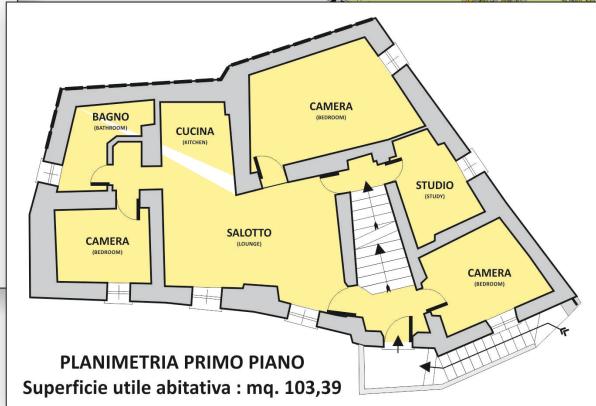 BAGNO
(BATHROOM)
CUCINA
(KITCHEN)
CAMERA
(BEDROOM)
STUDIO
(STUDY)
CAMERA
(BEDROOM)
SALOTTO
(LOUNGE)
CAMERA
(BEDROOM)
PLANIMETRIA PRIMO PIANO
Superficie utile abitativa : mq. 103,39